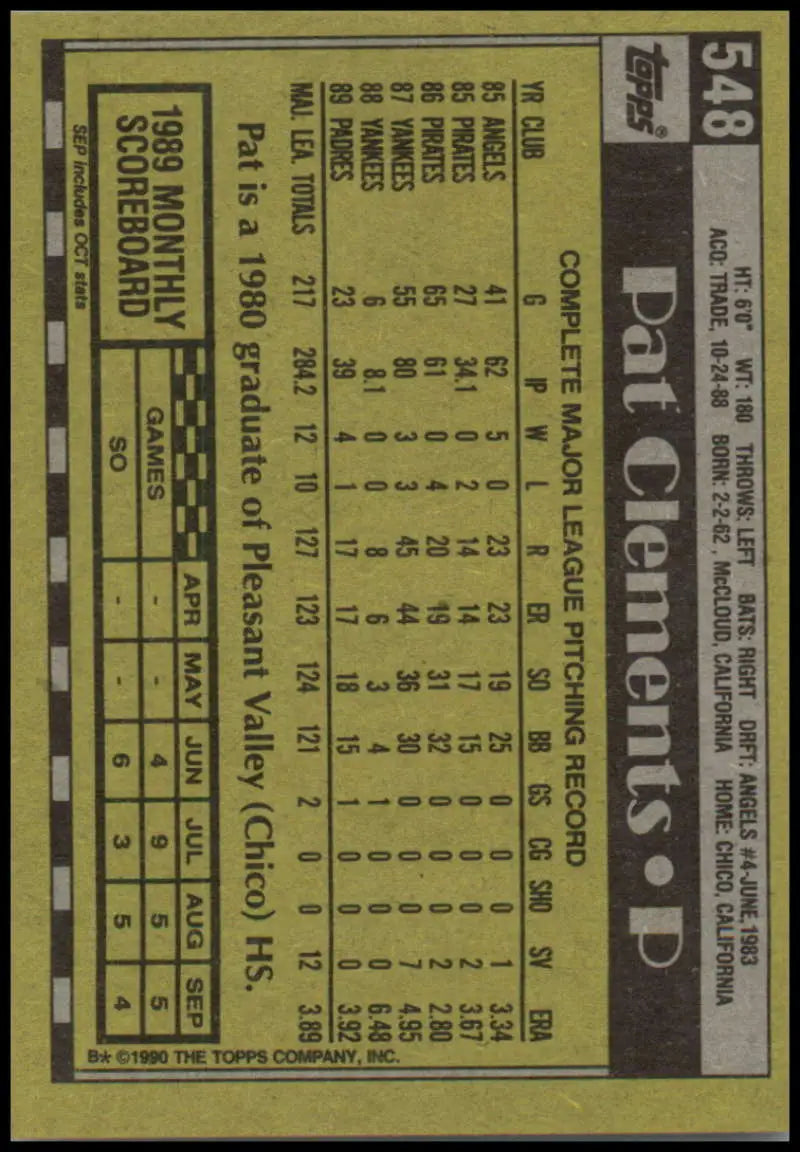 548
HT: 6'0" WT: 180 THROWS: LEFT BATS: RIGHT DRFT: ANGELS #4-JUNE, 1983
ACQ: TRADE, 10-24-88 BORN: 2-2-62, McCLOUD, CALIFORNIA HOME: CHICO, CALIFORNIA
topps®
Pat Clements • P
COMPLETE MAJOR LEAGUE PITCHING RECORD
YR CLUB G IP W L R ER SO BB GS CG SHO SV ERA
85 ANGELS 41 62 5 0 23 23 19 25 0 0 0 1 3.34
85 PIRATES 27 34.1 0 2 14 14 17 15 0 0 0 2 3.67
86 PIRATES 65 61 0 4 20 19 31 32 0 0 0 2 2.80
87 YANKEES 55 80 3 3 45 44 36 30 0 0 0 7 4.95
88 YANKEES 6 8.1 0 0 8 6 3 4 1 0 0 0 6.48
89 PADRES 23 39 4 1 17 17 18 15 1 0 0 0 3.92
MAJ. LEA. TOTALS 217 284.2 12 10 127 123 124 121 2 0 0 12 3.89
Pat is a 1980 graduate of Pleasant Valley (Chico) HS.
1989 MONTHLY
SCOREBOARD
APR MAY JUN JUL AUG SEP
GAMES - - 4 9 5 5
SO - - 6 3 5 4
SEP includes OCT stats
B* ©1990 THE TOPPS COMPANY, INC.